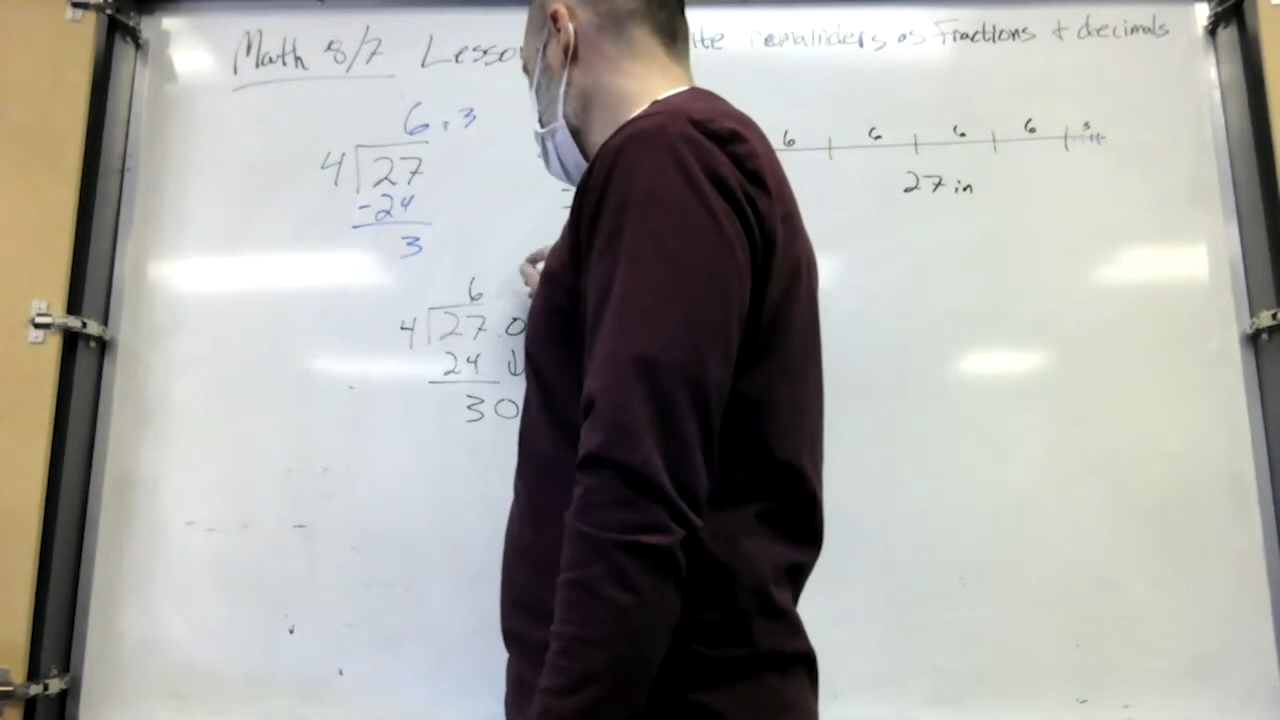 Math 8/7 Lesso
remainders as fractions + decimals
6.3
4 27
-24
3
6 6 6 6 3
27 in
6
4 27.0
24 ↓
30